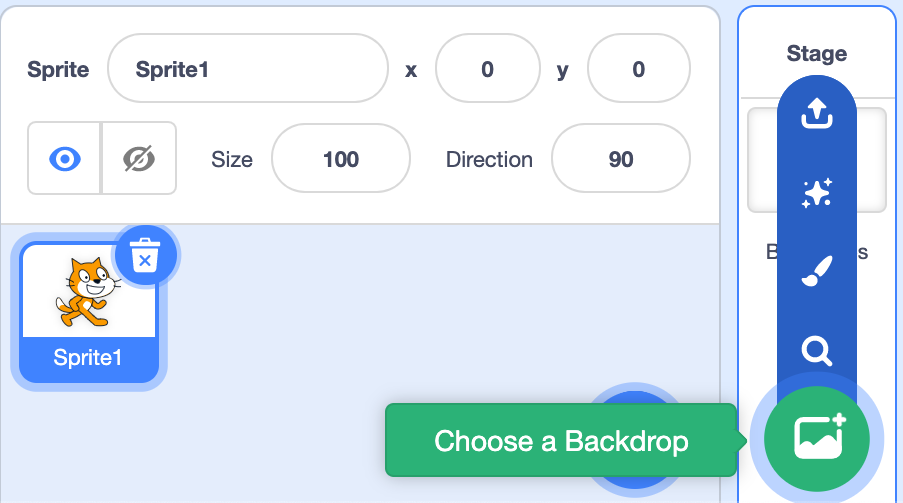 Sprite
Sprite1
x
0
y
0
Stage
Size
100
Direction
90
Sprite1
Choose a Backdrop